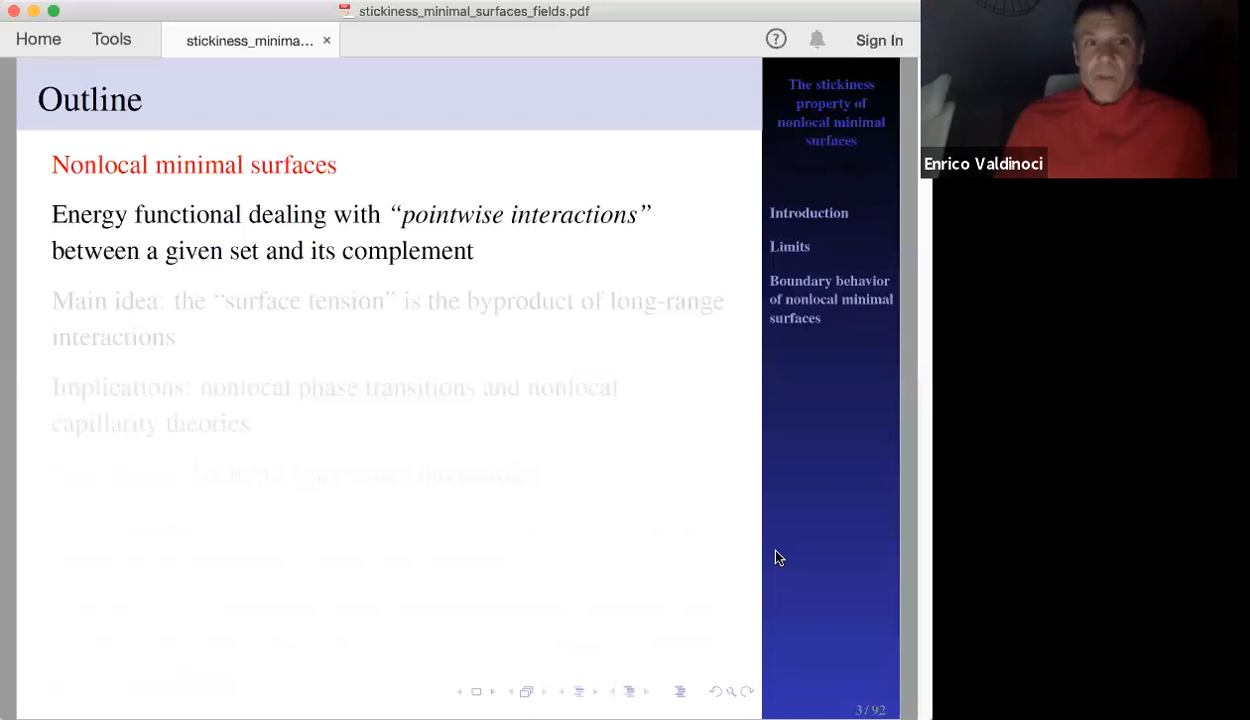 stickiness_minimal_surfaces_fields.pdf
Home
Tools
stickiness_minima...
Sign In
Outline
Nonlocal minimal surfaces
Energy functional dealing with “pointwise interactions”
between a given set and its complement
Main idea: the “surface tension” is the byproduct of long-range
interactions
Implications: nonlocal phase transitions and nonlocal
capillarity theories
The stickiness
property of
nonlocal minimal
surfaces
Introduction
Limits
Boundary behavior
of nonlocal minimal
surfaces
3/92
Enrico Valdinoci